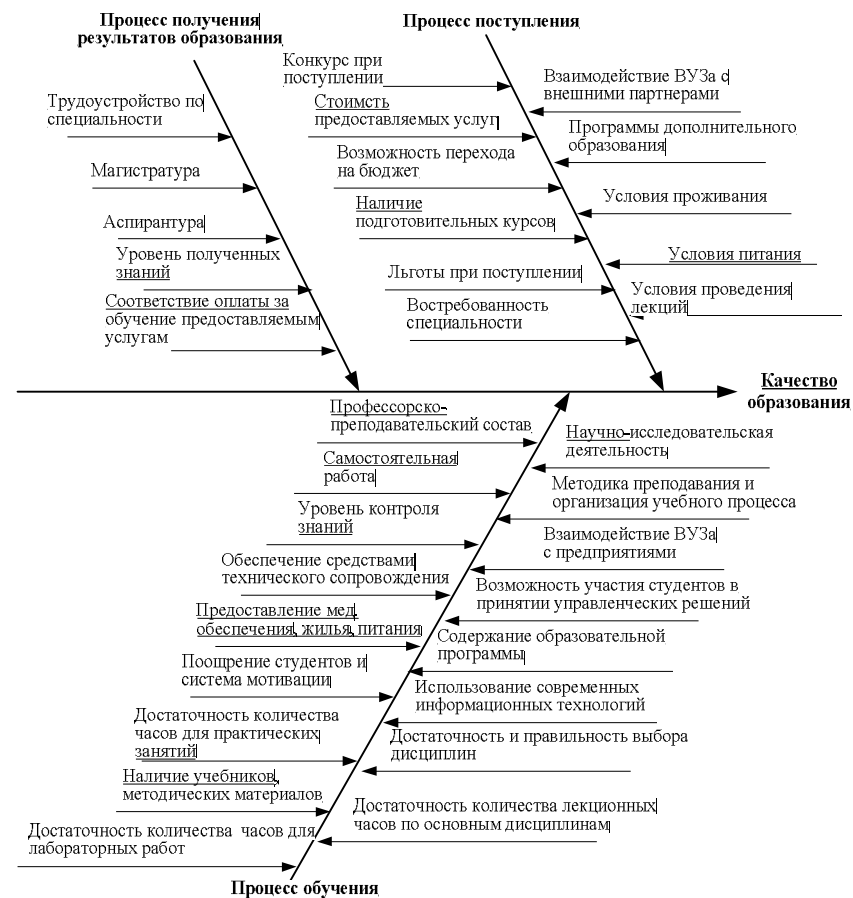 Процесс получения
результатов образования
Процесс поступления
Трудоустройство по
специальности
Магистратура
Аспирантура
Уровень полученных
знаний
Соответствие оплаты за
обучение предоставляемым
услугам
Конкурс при
поступлении
Стоимсть
предоставляемых услуг
Возможность перехода
на бюджет
Наличие
подготовительных курсов
Льготы при поступлении
Востребованность
специальности
Взаимодействие ВУЗа с
внешними партнерами
Программы дополнительного
образования
Условия проживания
Условия питания
Условия проведения
лекций
Качество
образования
Профессорско-
преподавательский состав
Самостоятельная
работа
Уровень контроля
знаний
Обеспечение средствами
технического сопровождения
Предоставление мед.
обеспечения, жилья, питания
Поощрение студентов и
система мотивации
Достаточность количества
часов для практических
занятий
Наличие учебников,
методических материалов
Достаточность количества часов для
лабораторных работ
Научно-исследовательская
деятельность
Методика преподавания и
организация учебного процесса
Взаимодействие ВУЗа
с предприятиями
Возможность участия студентов в
принятии управленческих решений
Содержание образовательной
программы
Использование современных
информационных технологий
Достаточность и правильность выбора
дисциплин
Достаточность количества лекционных
часов по основным дисциплинам
Процесс обучения